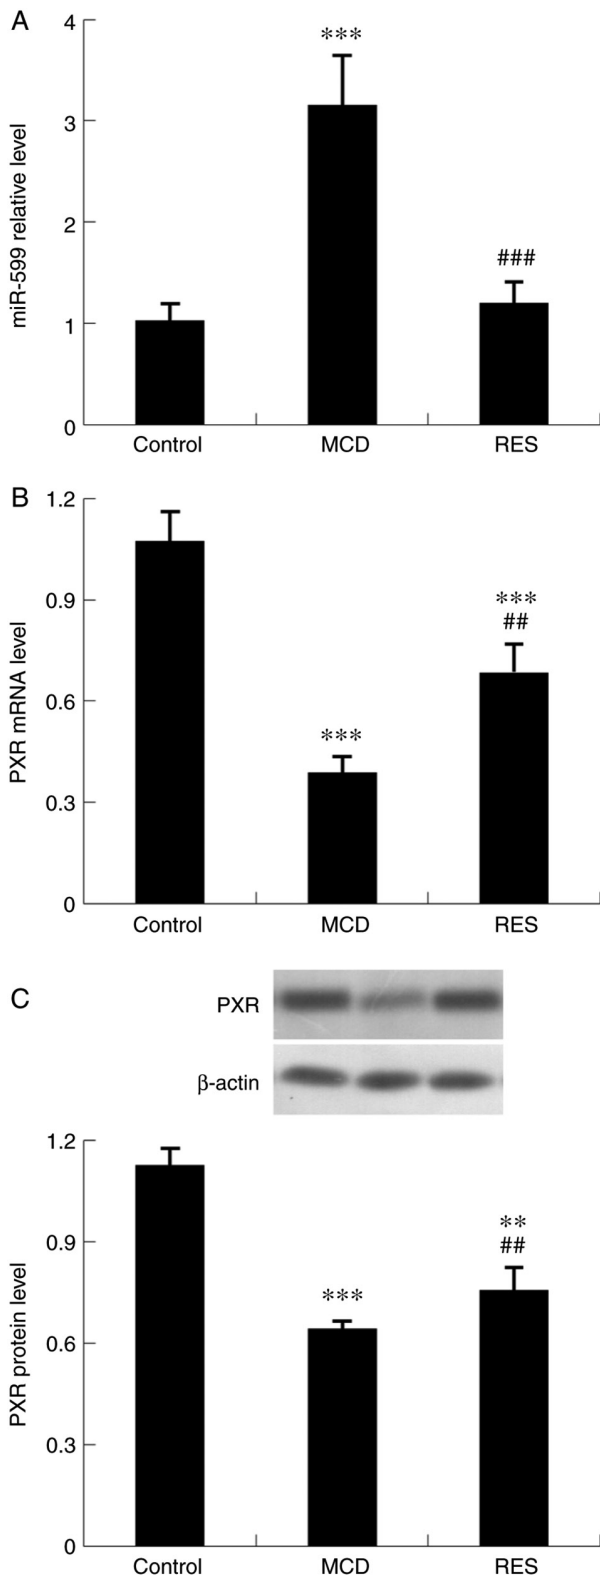 A
miR-599 relative level
4
3
2
1
0
***
###
Control MCD RES
B
PXR mRNA level
1.2
0.9
0.6
0.3
0
***
***
##
Control MCD RES
C
PXR
β-actin
PXR protein level
1.2
0.9
0.6
0.3
0
***
**
##
Control MCD RES